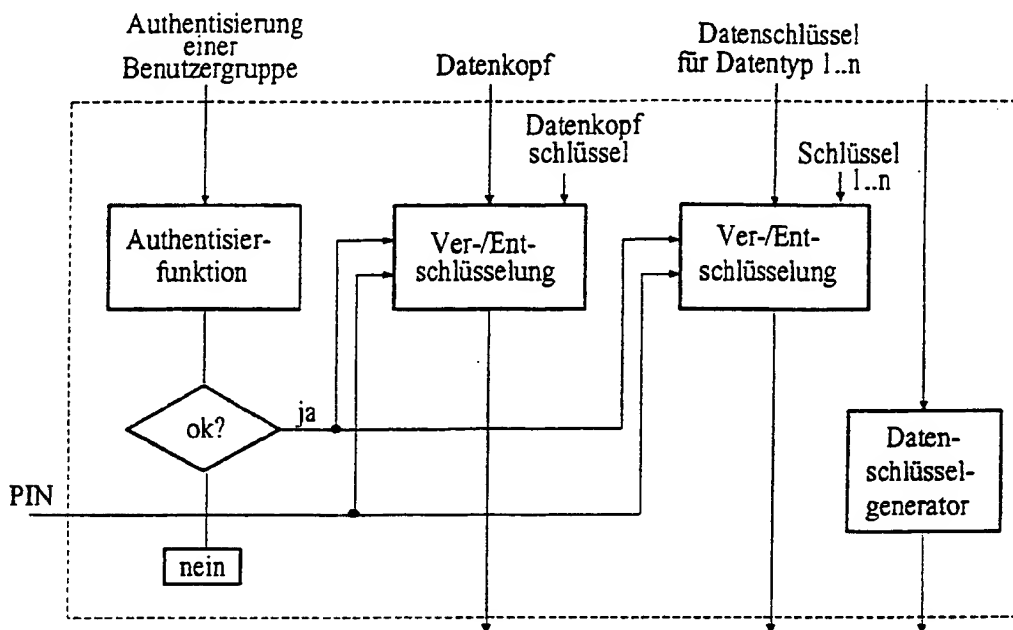 Authentisierung
einer
Benutzergruppe
Datenkopf
Datenschlüssel
für Datentyp 1..n
Datenkopf
schlüssel
Schlüssel
1..n
Authentisier-
funktion
Ver-/Ent-
schlüsselung
Ver-/Ent-
schlüsselung
ok?
ja
Daten-
schlüssel-
generator
PIN
nein